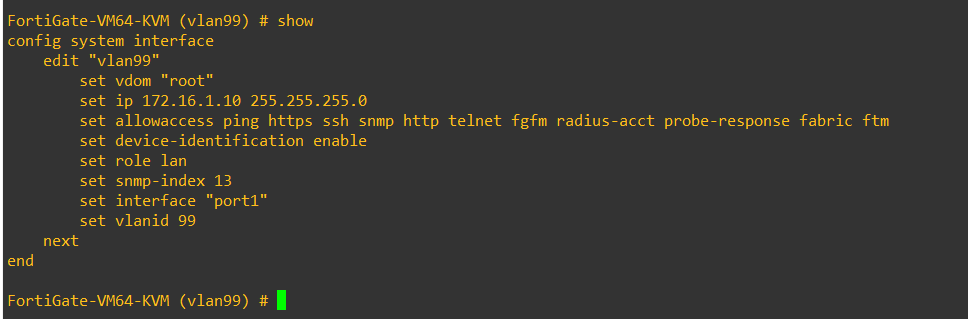 FortiGate-VM64-KVM (vlan99) # show
config system interface
    edit "vlan99"
        set vdom "root"
        set ip 172.16.1.10 255.255.255.0
        set allowaccess ping https ssh snmp http telnet fgfm radius-acct probe-response fabric ftm
        set device-identification enable
        set role lan
        set snmp-index 13
        set interface "port1"
        set vlanid 99
    next
end
FortiGate-VM64-KVM (vlan99) #